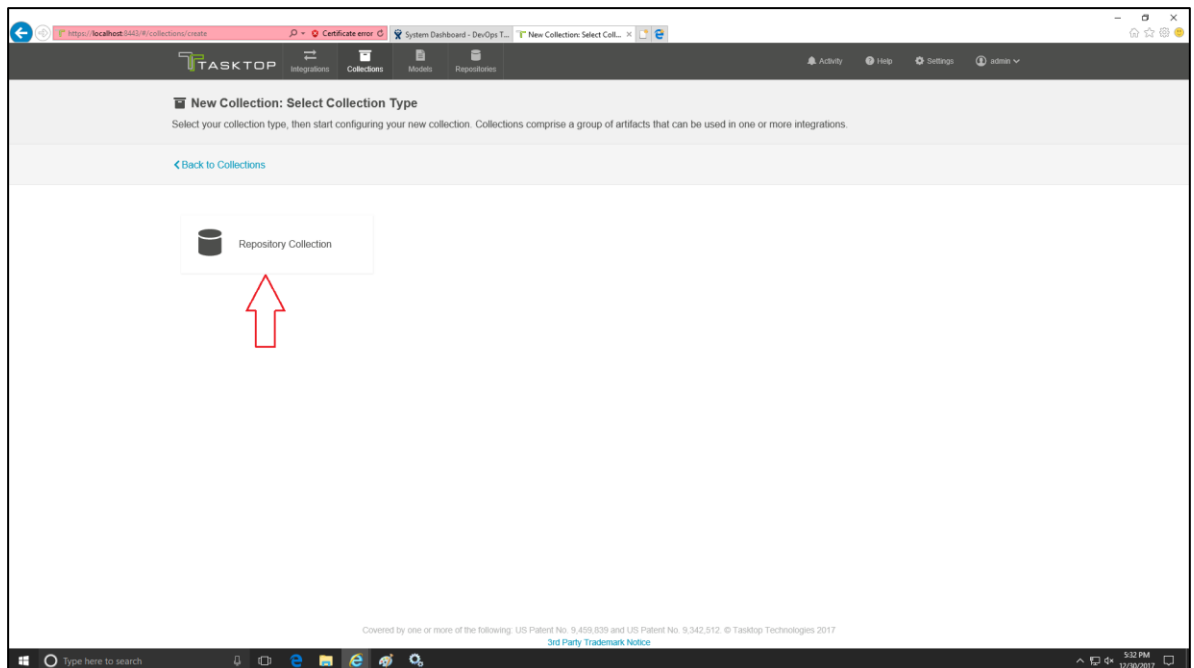 https://localhost:8443/#/collections/create
Certificate error
System Dashboard - DevOps T...
New Collection: Select Coll...
TASKTOP
Integrations
Collections
Models
Repositories
Activity
Help
Settings
admin
New Collection: Select Collection Type
Select your collection type, then start configuring your new collection. Collections comprise a group of artifacts that can be used in one or more integrations.
Back to Collections
Repository Collection
Covered by one or more of the following: US Patent No. 9,459,839 and US Patent No. 9,342,512. © Tasktop Technologies 2017
3rd Party Trademark Notice
Type here to search
5:32 PM
12/30/2017